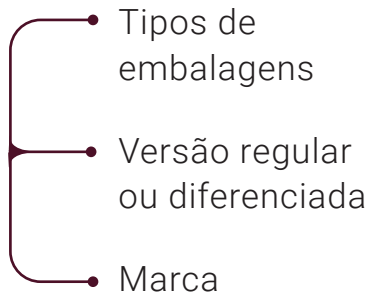 Tipos de
embalagens
Versão regular
ou diferenciada
Marca